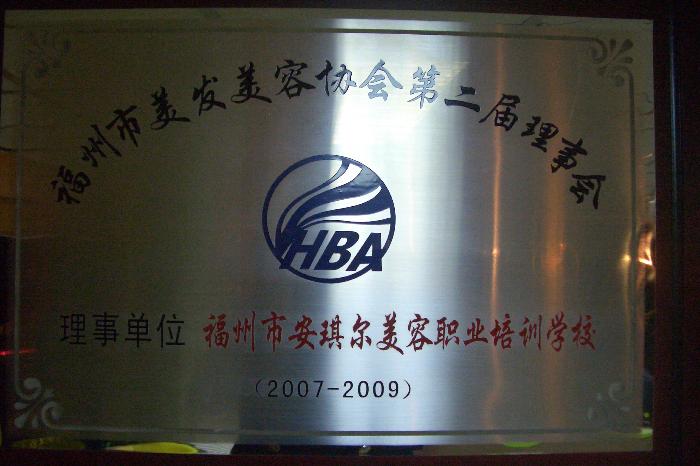 福州市美发美容协会第二届理事会
HBA
理事单位 福州市安琪尔美容职业培训学校
（2007-2009）